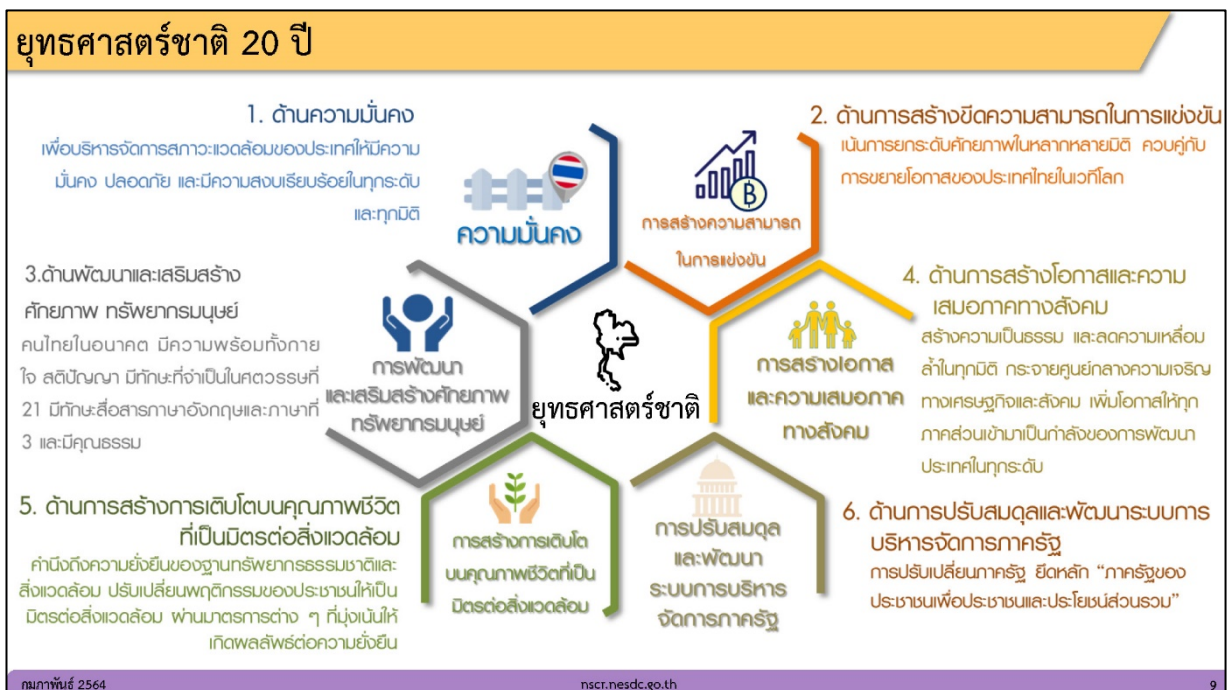 ยุทธศาสตร์ชาติ 20 ปี
1. ด้านความมั่นคง
เพื่อบริหารจัดการสภาวะแวดล้อมของประเทศให้มีความ
มั่นคง ปลอดภัย และมีความสงบเรียบร้อยในทุกระดับ
และทุกมิติ
ความมั่นคง
2. ด้านการสร้างขีดความสามารถในการแข่งขัน
เน้นการยกระดับศักยภาพในหลากหลายมิติ ควบคู่กับ
การขยายโอกาสของประเทศไทยในเวทีโลก
฿
การสร้างความสามารถ
ในการแข่งขัน
3.ด้านพัฒนาและเสริมสร้าง
ศักยภาพ ทรัพยากรมนุษย์
คนไทยในอนาคต มีความพร้อมทั้งกาย
ใจ สติปัญญา มีทักษะที่จำเป็นในศตวรรษที่
21 มีทักษะสื่อสารภาษาอังกฤษและภาษาที่
3 และมีคุณธรรม
การพัฒนา
และเสริมสร้างศักยภาพ
ทรัพยากรมนุษย์
ยุทธศาสตร์ชาติ
การสร้างโอกาส
และความเสมอภาค
ทางสังคม
4. ด้านการสร้างโอกาสและความ
เสมอภาคทางสังคม
สร้างความเป็นธรรม และลดความเหลื่อม
ล้ำในทุกมิติ กระจายศูนย์กลางความเจริญ
ทางเศรษฐกิจและสังคม เพิ่มโอกาสให้ทุก
ภาคส่วนเข้ามาเป็นกำลังของการพัฒนา
ประเทศในทุกระดับ
5. ด้านการสร้างการเติบโตบนคุณภาพชีวิต
ที่เป็นมิตรต่อสิ่งแวดล้อม
คำนึงถึงความยั่งยืนของฐานทรัพยากรธรรมชาติและ
สิ่งแวดล้อม ปรับเปลี่ยนพฤติกรรมของประชาชนให้เป็น
มิตรต่อสิ่งแวดล้อม ผ่านมาตรการต่าง ๆ ที่มุ่งเน้นให้
เกิดผลลัพธ์ต่อความยั่งยืน
การสร้างการเติบโต
บนคุณภาพชีวิตที่เป็น
มิตรต่อสิ่งแวดล้อม
การปรับสมดุล
และพัฒนา
ระบบการบริหาร
จัดการภาครัฐ
6. ด้านการปรับสมดุลและพัฒนาระบบการ
บริหารจัดการภาครัฐ
การปรับเปลี่ยนภาครัฐ ยึดหลัก “ภาครัฐของ
ประชาชนเพื่อประชาชนและประโยชน์ส่วนรวม”
กุมภาพันธ์ 2564
nscr.nesdc.go.th
9